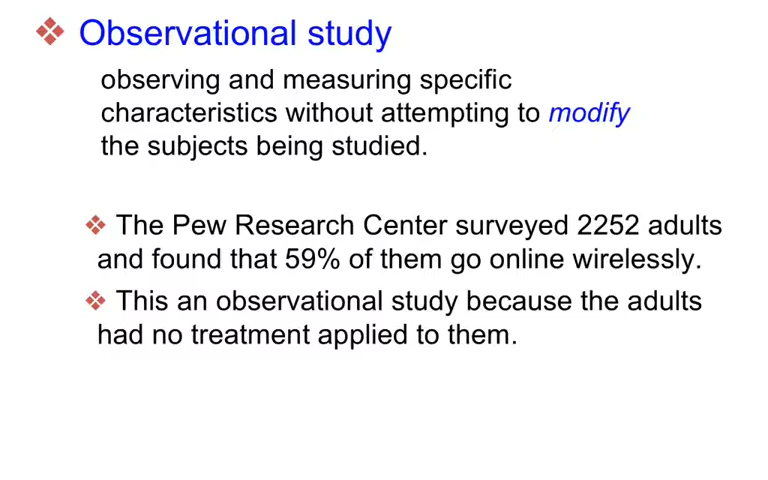 Observational study
observing and measuring specific
characteristics without attempting to modify
the subjects being studied.
The Pew Research Center surveyed 2252 adults
and found that 59% of them go online wirelessly.
This an observational study because the adults
had no treatment applied to them.